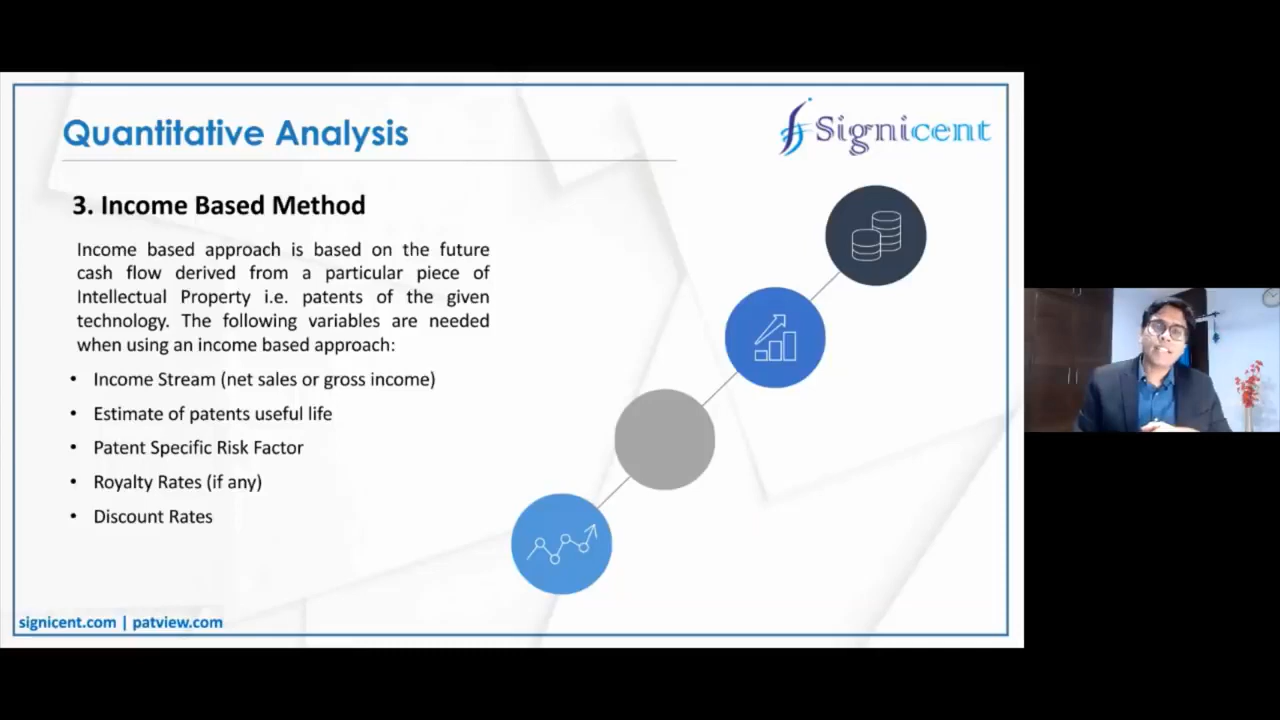 Quantitative Analysis
Signicent
3. Income Based Method
Income based approach is based on the future
cash flow derived from a particular piece of
Intellectual Property i.e. patents of the given
technology. The following variables are needed
when using an income based approach:
• Income Stream (net sales or gross income)
• Estimate of patents useful life
• Patent Specific Risk Factor
• Royalty Rates (if any)
• Discount Rates
signicent.com | patview.com